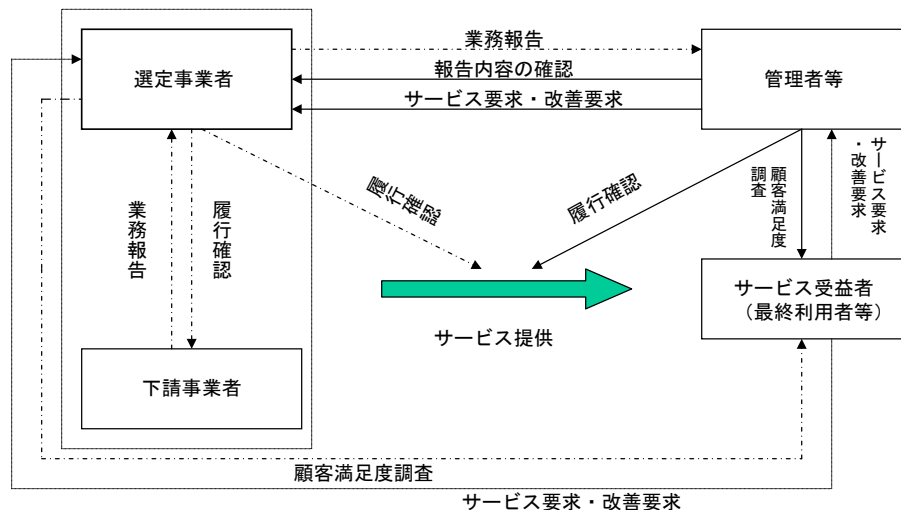 業務報告
選定事業者
報告内容の確認
管理者等
サービス要求・改善要求
業務報告
履行確認
履行確認
履行確認
顧客満足度
調査
サービス要求
・改善要求
サービス受益者
（最終利用者等）
サービス提供
下請事業者
顧客満足度調査
サービス要求・改善要求